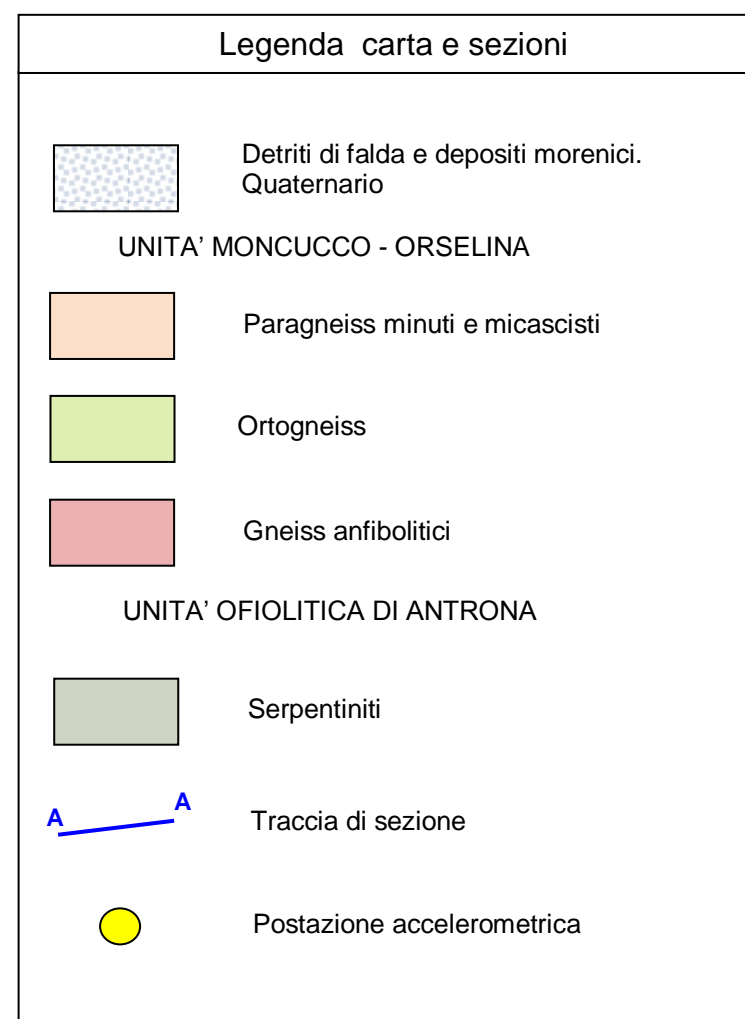 Legenda carta e sezioni
Detriti di falda e depositi morenici.
Quaternario
UNITA' MONCUCCO - ORSELINA
Paragneiss minuti e micascisti
Ortogneiss
Gneiss anfibolitici
UNITA' OFIOLITICA DI ANTRONA
Serpentiniti
A A
Traccia di sezione
Postazione accelerometrica